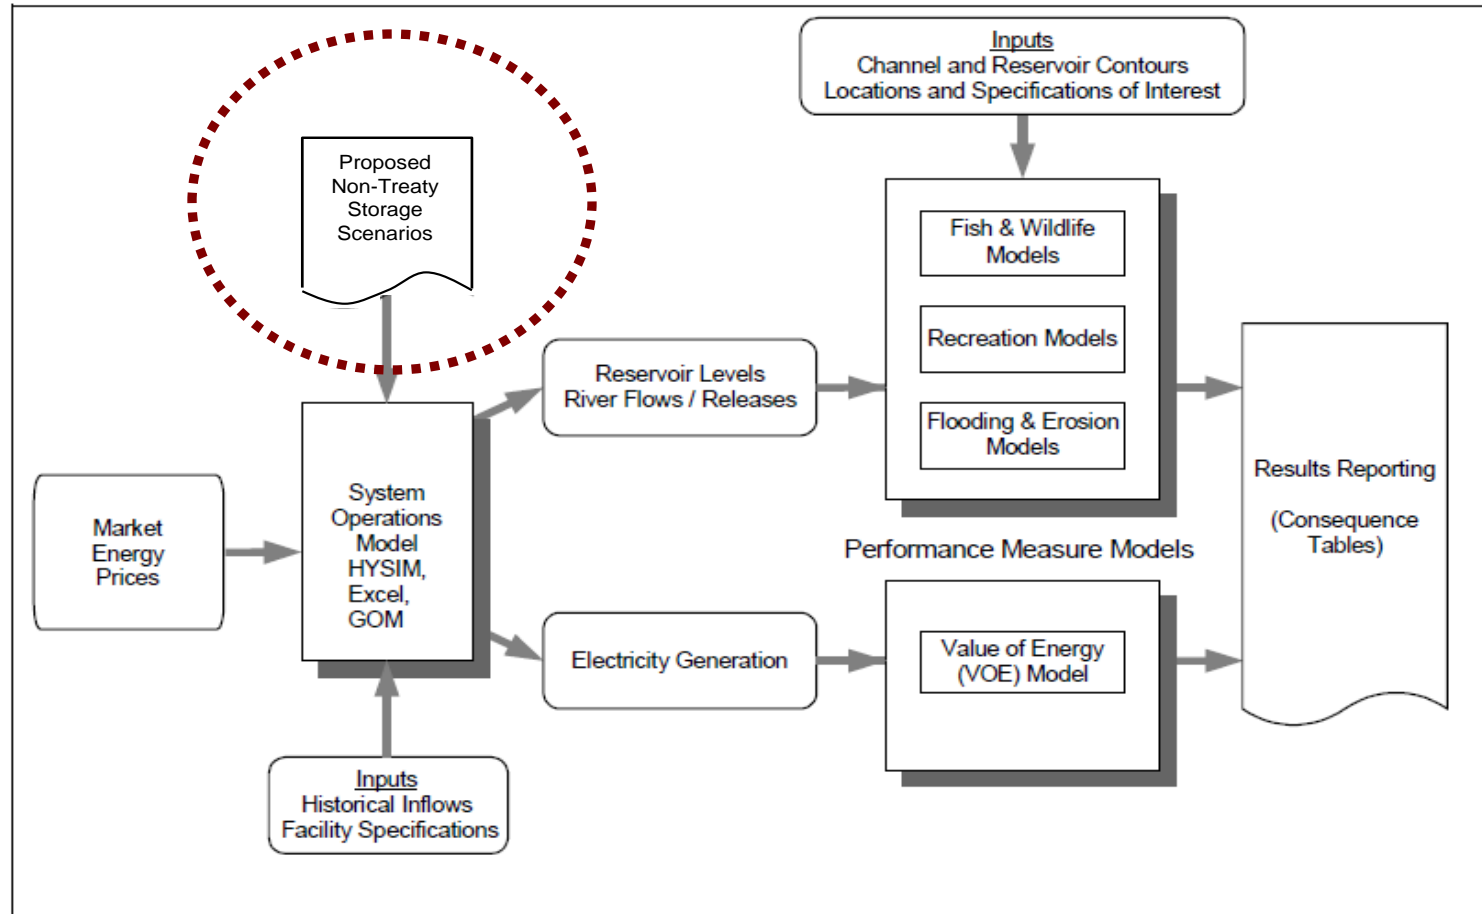 Inputs
Channel and Reservoir Contours
Locations and Specifications of Interest
Proposed
Non-Treaty
Storage
Scenarios
Fish & Wildlife
Models
Recreation Models
Flooding & Erosion
Models
Reservoir Levels
River Flows / Releases
Market
Energy
Prices
System
Operations
Model
HYSIM,
Excel,
GOM
Results Reporting
(Consequence
Tables)
Performance Measure Models
Electricity Generation
Value of Energy
(VOE) Model
Inputs
Historical Inflows
Facility Specifications